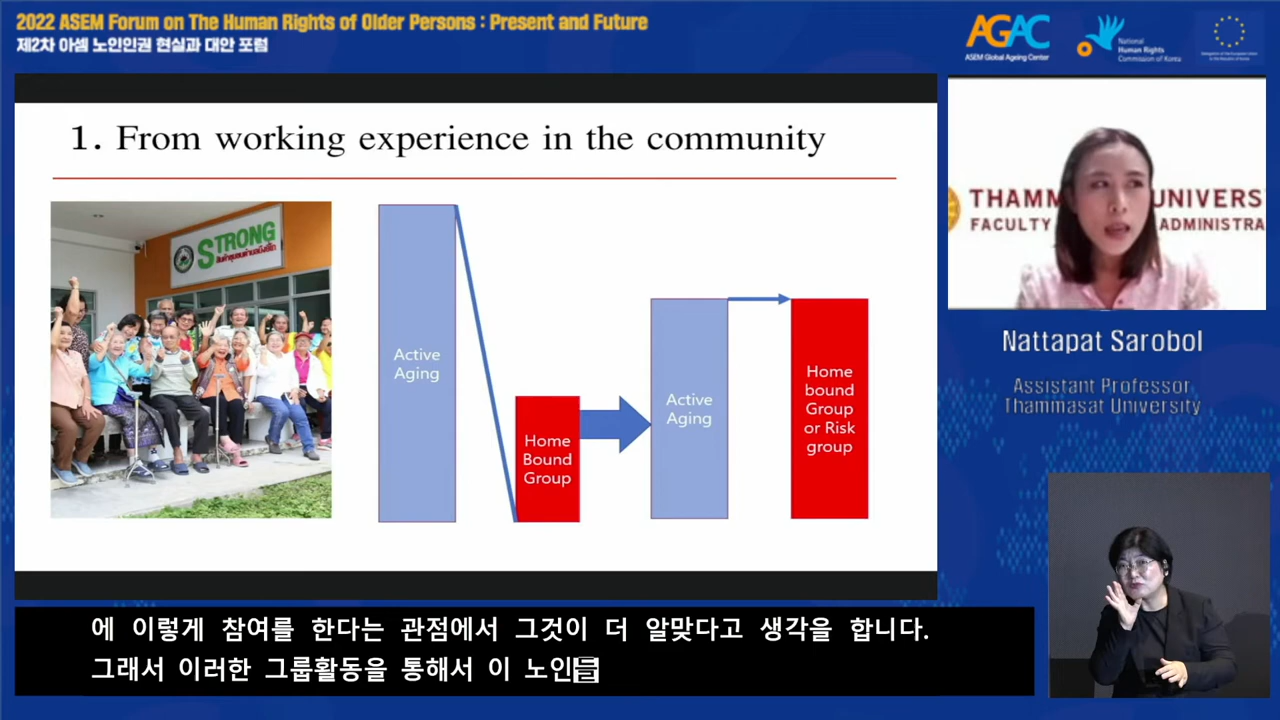 2022 ASEM Forum on The Human Rights of Older Persons : Present and Future
제2차 아셈 노인인권 현실과 대안 포럼
AGAC
ASEM Global Ageing Center
National
Human Rights
Commission of Korea
1. From working experience in the community
STRONG
Active
Aging
Home
Bound
Group
Active
Aging
Home
bound
Group
or Risk
group
THAMM UNIVERS
FACULTY ADMINISTRA
Nattapat Sarobol
Assistant Professor
Thammasat University
에 이렇게 참여를 한다는 관점에서 그것이 더 알맞다고 생각을 합니다.
그래서 이러한 그룹활동을 통해서 이 노인들